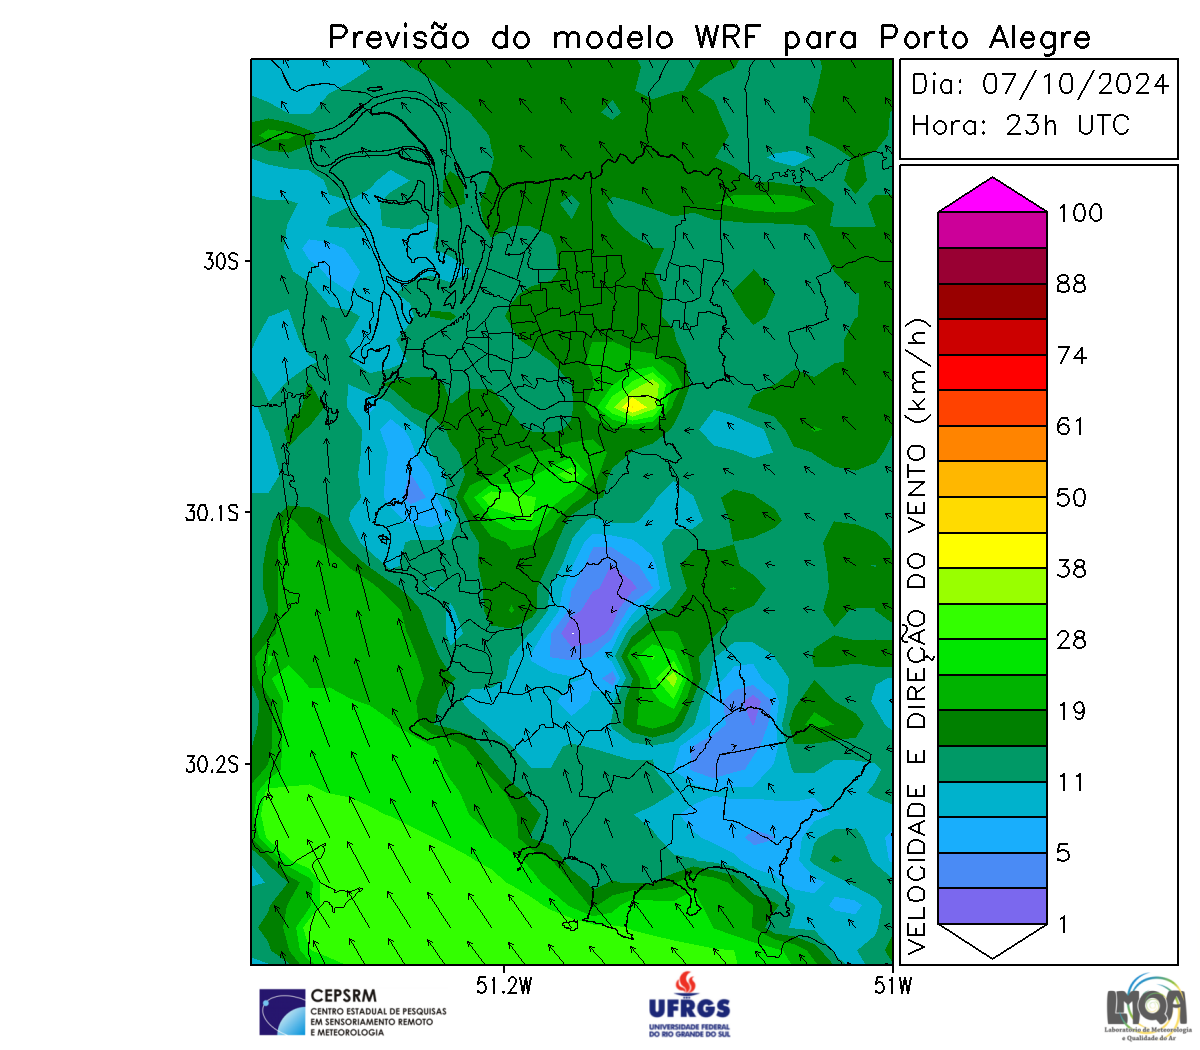 Previsão do modelo WRF para Porto Alegre
Dia: 07/10/2024
Hora: 23h UTC
VELOCIDADE E DIREÇÃO DO VENTO (km/h)
100
88
74
61
50
38
28
19
11
5
1
30S
30.1S
30.2S
51.2W
51W
CEPSRM
CENTRO ESTADUAL DE PESQUISAS
EM SENSORIAMENTO REMOTO
E METEOROLOGIA
UFRGS
UNIVERSIDADE FEDERAL
DO RIO GRANDE DO SUL
LMQA
Laboratório de Meteorologia
e Qualidade do Ar